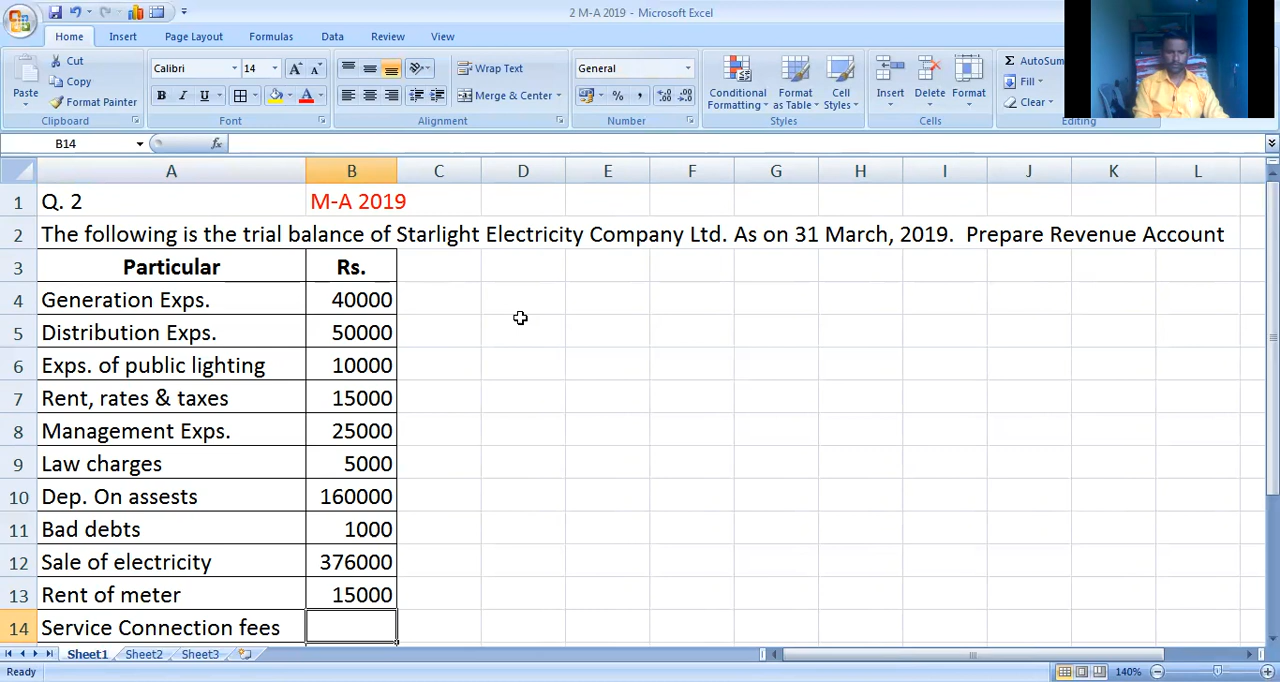 2 M-A 2019 - Microsoft Excel
Home Insert Page Layout Formulas Data Review View
Paste
Cut
Copy
Format Painter
Clipboard
Calibri 14
Font
Wrap Text
Merge & Center
Alignment
General
Number
Conditional Formatting
Format as Table
Cell Styles
Styles
Insert Delete Format
Cells
Σ AutoSum
Fill
Clear
Editing
B14 fx
A B C D E F G H I J K L
1 Q. 2 M-A 2019
2 The following is the trial balance of Starlight Electricity Company Ltd. As on 31 March, 2019. Prepare Revenue Account
3 Particular Rs.
4 Generation Exps. 40000
5 Distribution Exps. 50000
6 Exps. of public lighting 10000
7 Rent, rates & taxes 15000
8 Management Exps. 25000
9 Law charges 5000
10 Dep. On assests 160000
11 Bad debts 1000
12 Sale of electricity 376000
13 Rent of meter 15000
14 Service Connection fees
Sheet1 Sheet2 Sheet3
Ready 140%